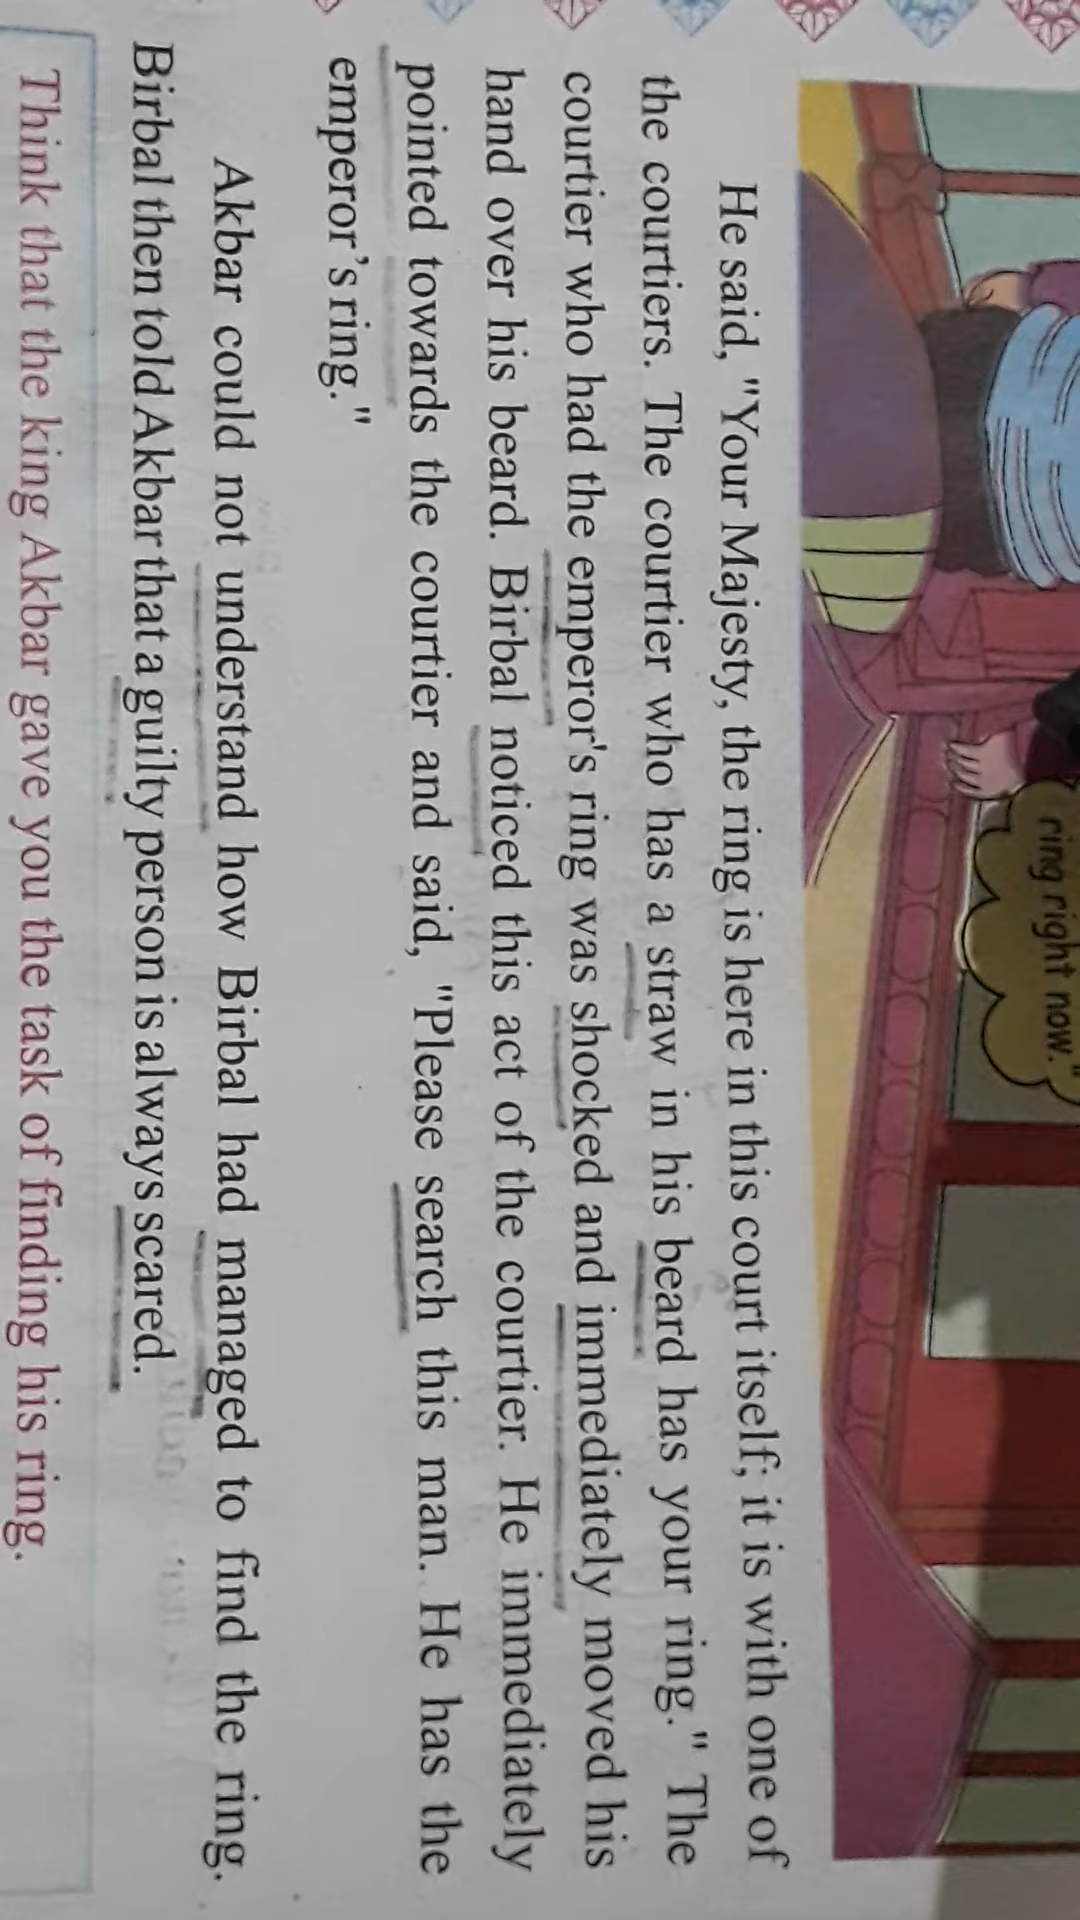 ring right now."
He said, "Your Majesty, the ring is here in this court itself; it is with one of
the courtiers. The courtier who has a straw in his beard has your ring." The
courtier who had the emperor's ring was shocked and immediately moved his
hand over his beard. Birbal noticed this act of the courtier. He immediately
pointed towards the courtier and said, "Please search this man. He has the
emperor's ring."
Akbar could not understand how Birbal had managed to find the ring.
Birbal then told Akbar that a guilty person is always scared.
Think that the king Akbar gave you the task of finding his ring.